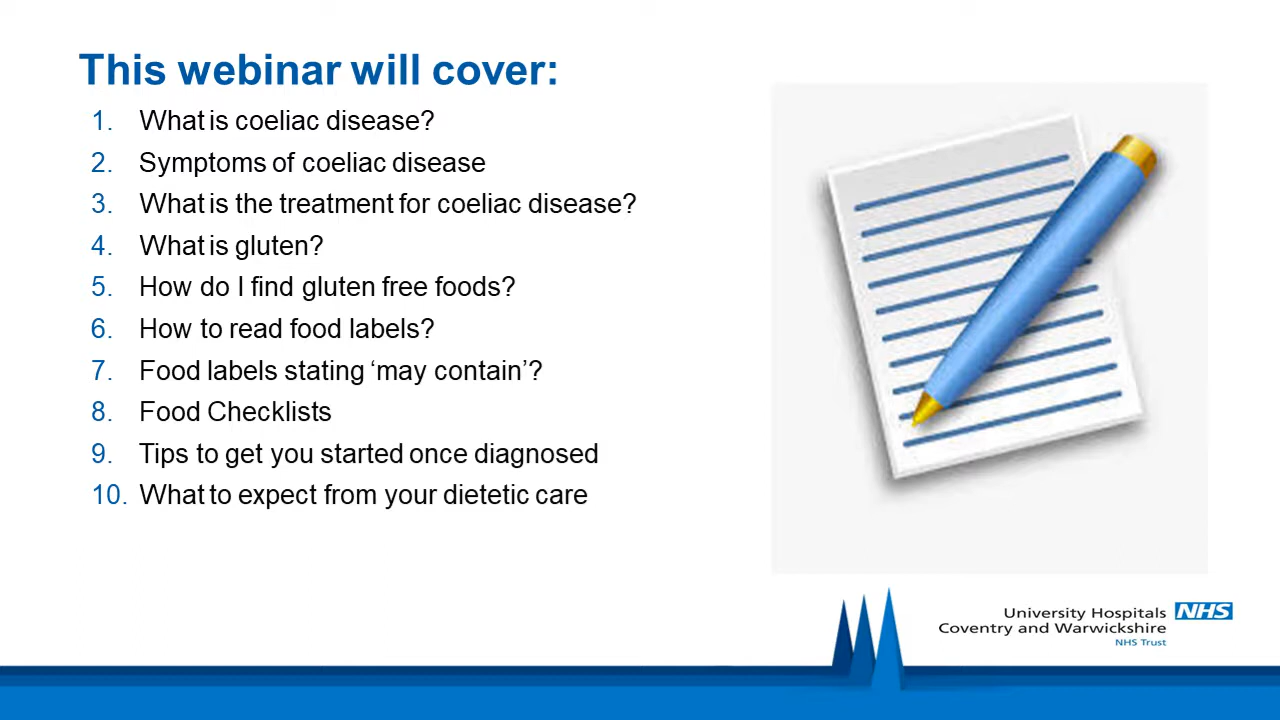 This webinar will cover:
1. What is coeliac disease?
2. Symptoms of coeliac disease
3. What is the treatment for coeliac disease?
4. What is gluten?
5. How do I find gluten free foods?
6. How to read food labels?
7. Food labels stating ‘may contain’?
8. Food Checklists
9. Tips to get you started once diagnosed
10. What to expect from your dietetic care
University Hospitals NHS
Coventry and Warwickshire
NHS Trust